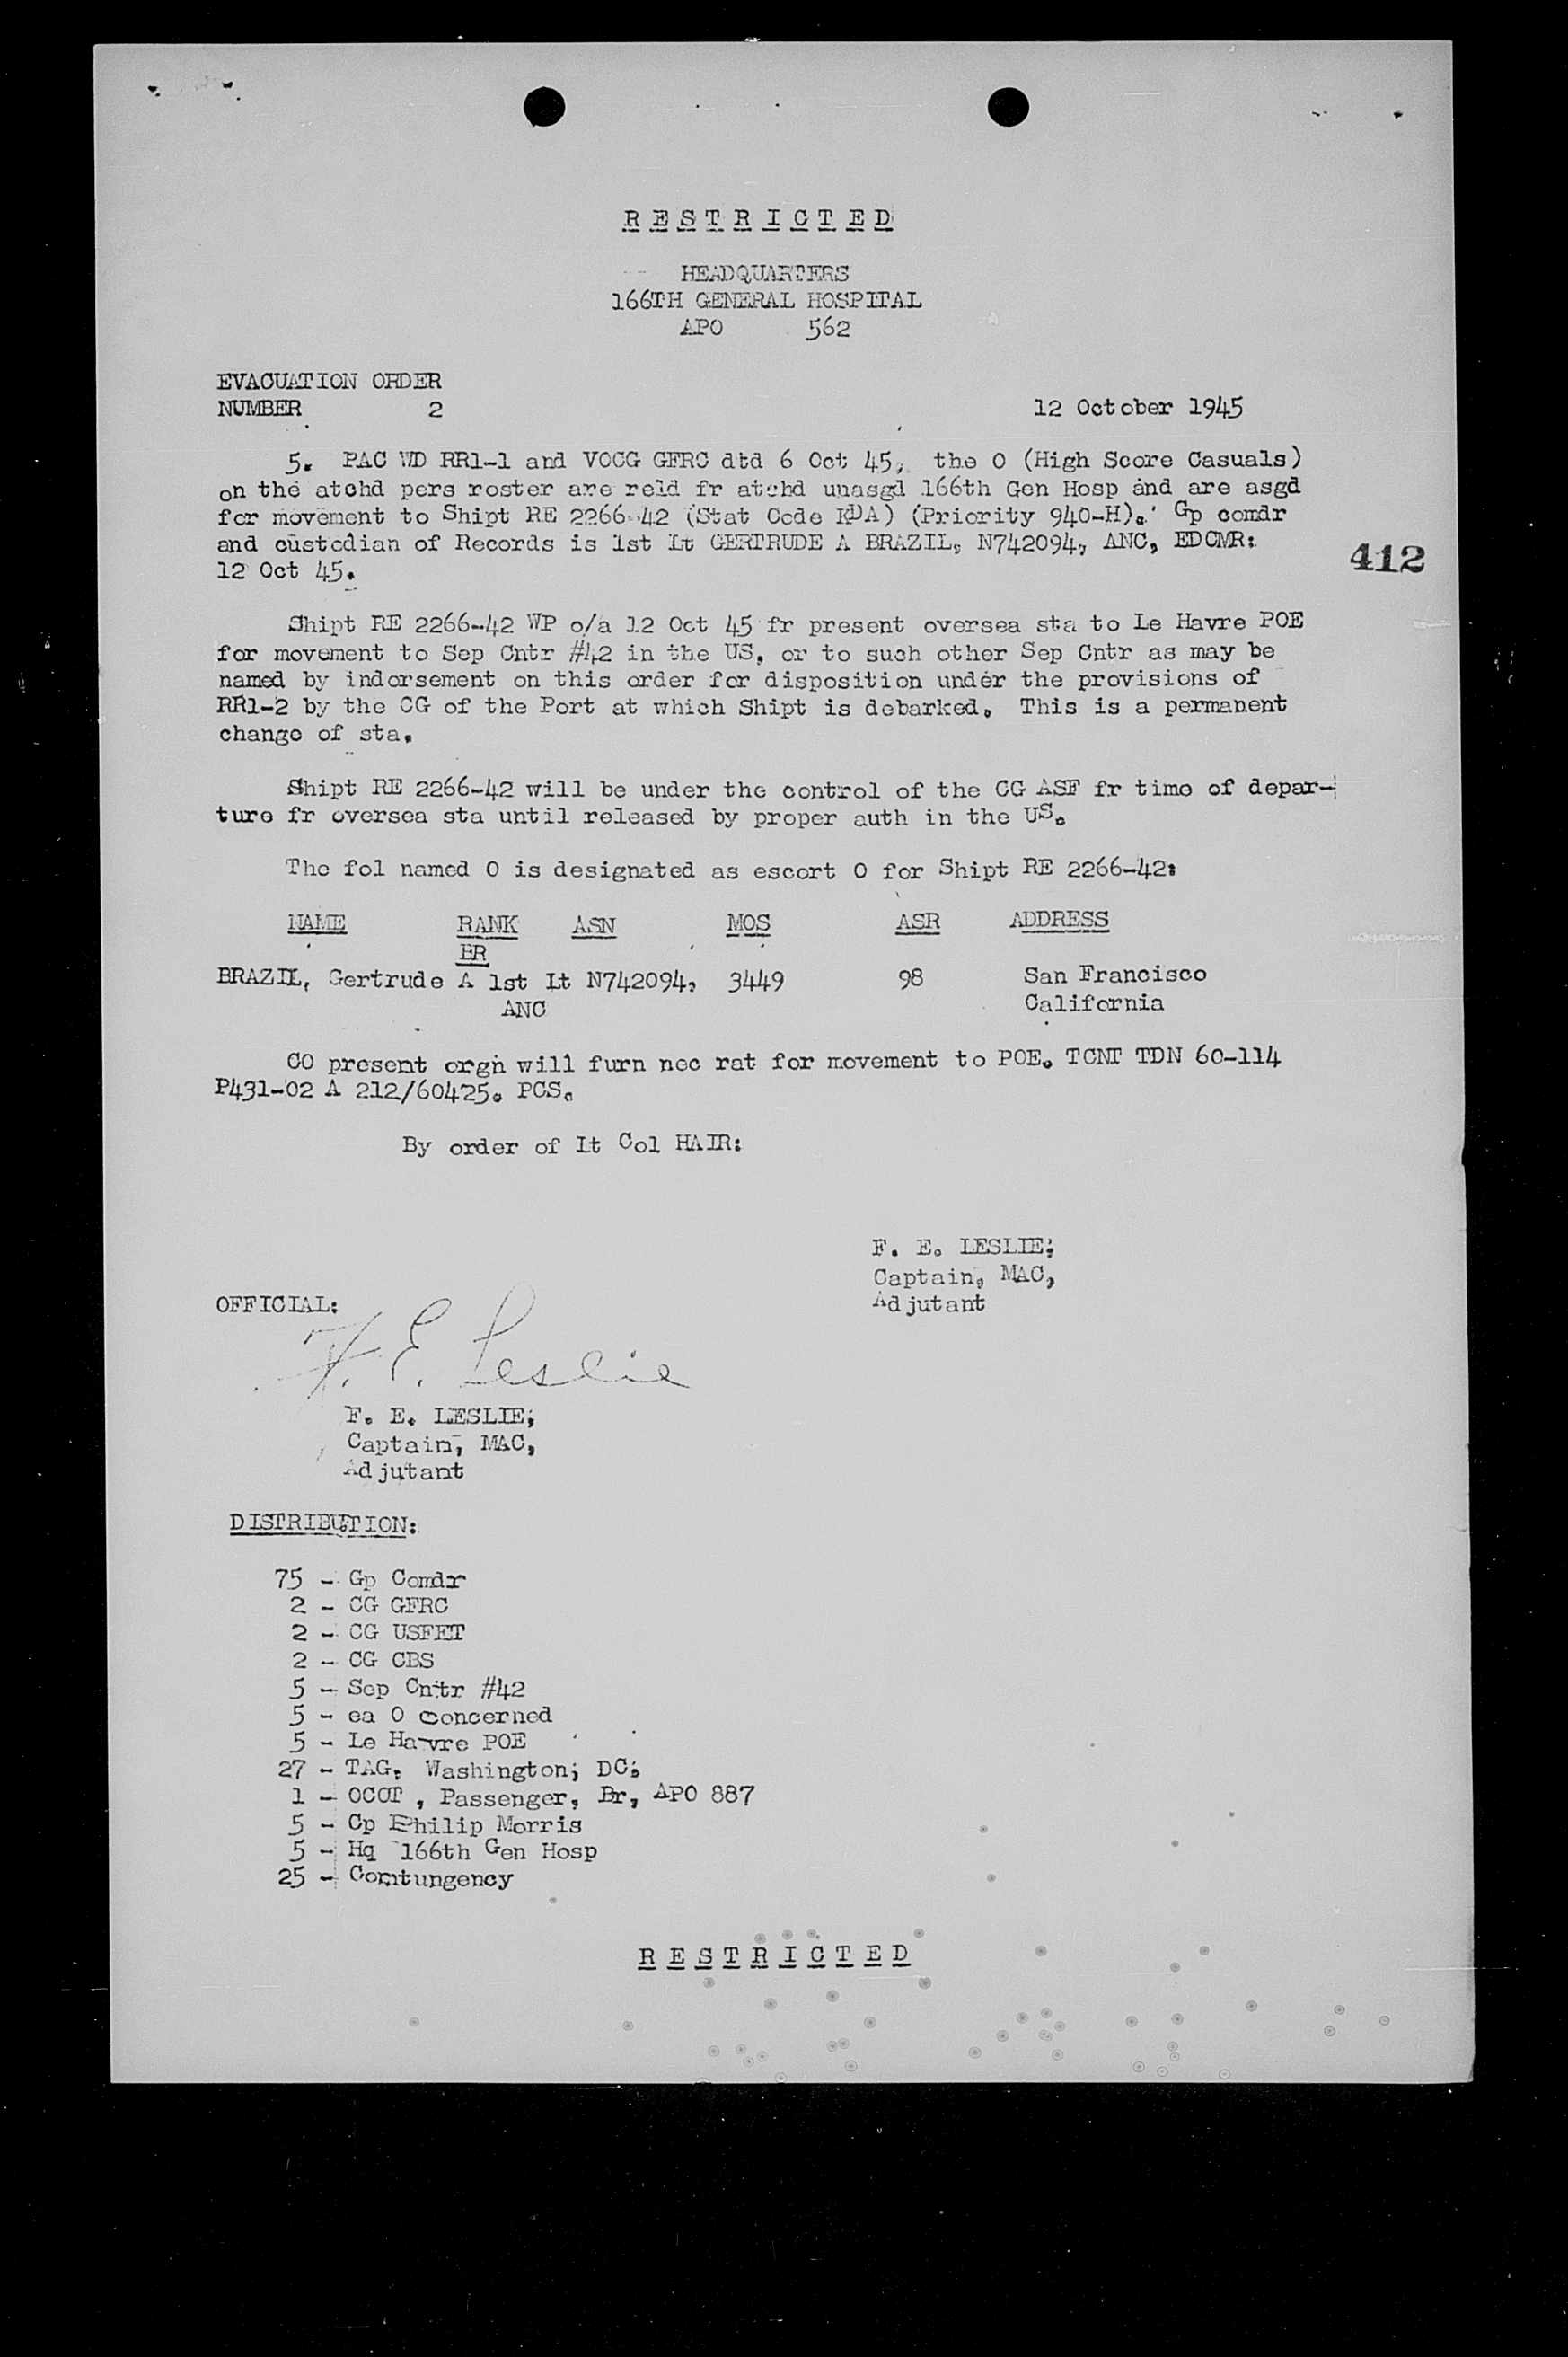 R E S T R I C T E D
HEADQUARTERS
166TH GENERAL HOSPITAL
APO 562
EVACUATION ORDER
NUMBER 2 12 October 1945
5. PAC WD RR1-1 and VOCG GFRC dtd 6 Oct 45, the O (High Score Casuals)
on the atchd pers roster are reld fr atchd unasgd 166th Gen Hosp and are asgd
for movement to Shipt RE 2266-42 (Stat Code KDA) (Priority 940-H). Gp comdr
and custodian of Records is 1st Lt GERTRUDE A BRAZIL, N742094, ANC, EDCMR:
12 Oct 45.
412
Shipt RE 2266-42 WP o/a 12 Oct 45 fr present oversea sta to Le Havre POE
for movement to Sep Cntr #42 in the US, or to such other Sep Cntr as may be
named by indorsement on this order for disposition under the provisions of
RR1-2 by the CG of the Port at which Shipt is debarked. This is a permanent
change of sta.
Shipt RE 2266-42 will be under the control of the CG ASF fr time of depar-
ture fr oversea sta until released by proper auth in the US.
The fol named O is designated as escort O for Shipt RE 2266-42:
NAME RANK ASN MOS ASR ADDRESS
BR
BRAZIL, Gertrude A 1st Lt N742094, 3449 98 San Francisco
ANC California
CO present orgn will furn nec rat for movement to POE. TCNT TDN 60-114
P431-02 A 212/60425. PCS.
By order of Lt Col HAIR:
F. E. LESLIE,
Captain, MAC,
Adjutant
OFFICIAL:
F. E. Leslie
F. E. LESLIE,
Captain, MAC,
Adjutant
DISTRIBUTION:
75 - Gp Comdr
2 - CG GFRC
2 - CG USFET
2 - CG CBS
5 - Sep Cntr #42
5 - ea O concerned
5 - Le Havre POE
27 - TAG, Washington, DC,
1 - OCOT , Passenger, Br, APO 887
5 - Cp Philip Morris
5 - Hq 166th Gen Hosp
25 - Comtungency
R E S T R I C T E D